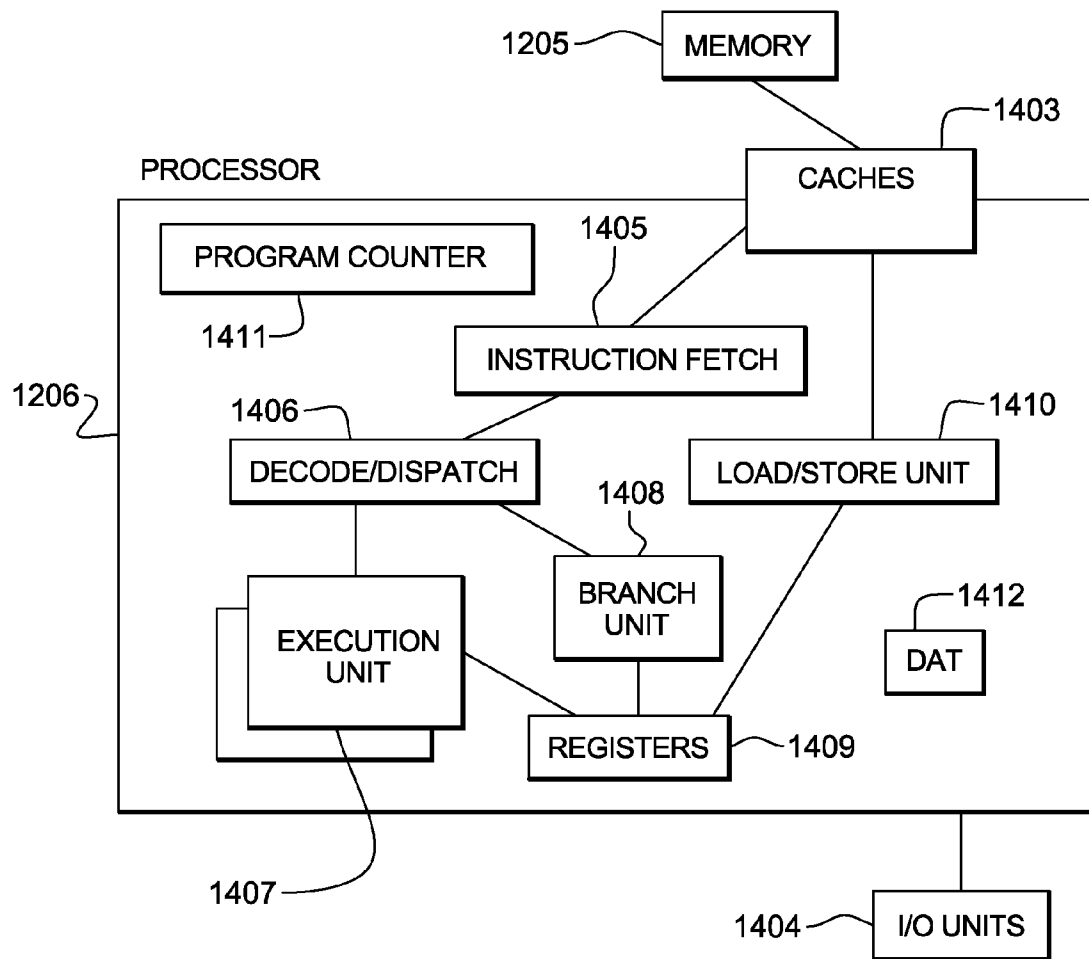 1205
MEMORY
1403
CACHES
PROCESSOR
PROGRAM COUNTER
1411
1405
INSTRUCTION FETCH
1206
1406
DECODE/DISPATCH
1410
LOAD/STORE UNIT
1408
BRANCH
UNIT
EXECUTION
UNIT
1412
DAT
REGISTERS
1409
1407
1404
I/O UNITS